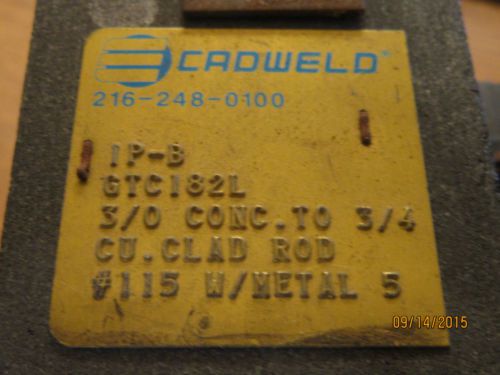 CADWELD
216-248-0100
1P-B
GTC182L
3/0 CONC.TO 3/4
CU.CLAD ROD
#115 W/METAL 5
09/14/2015